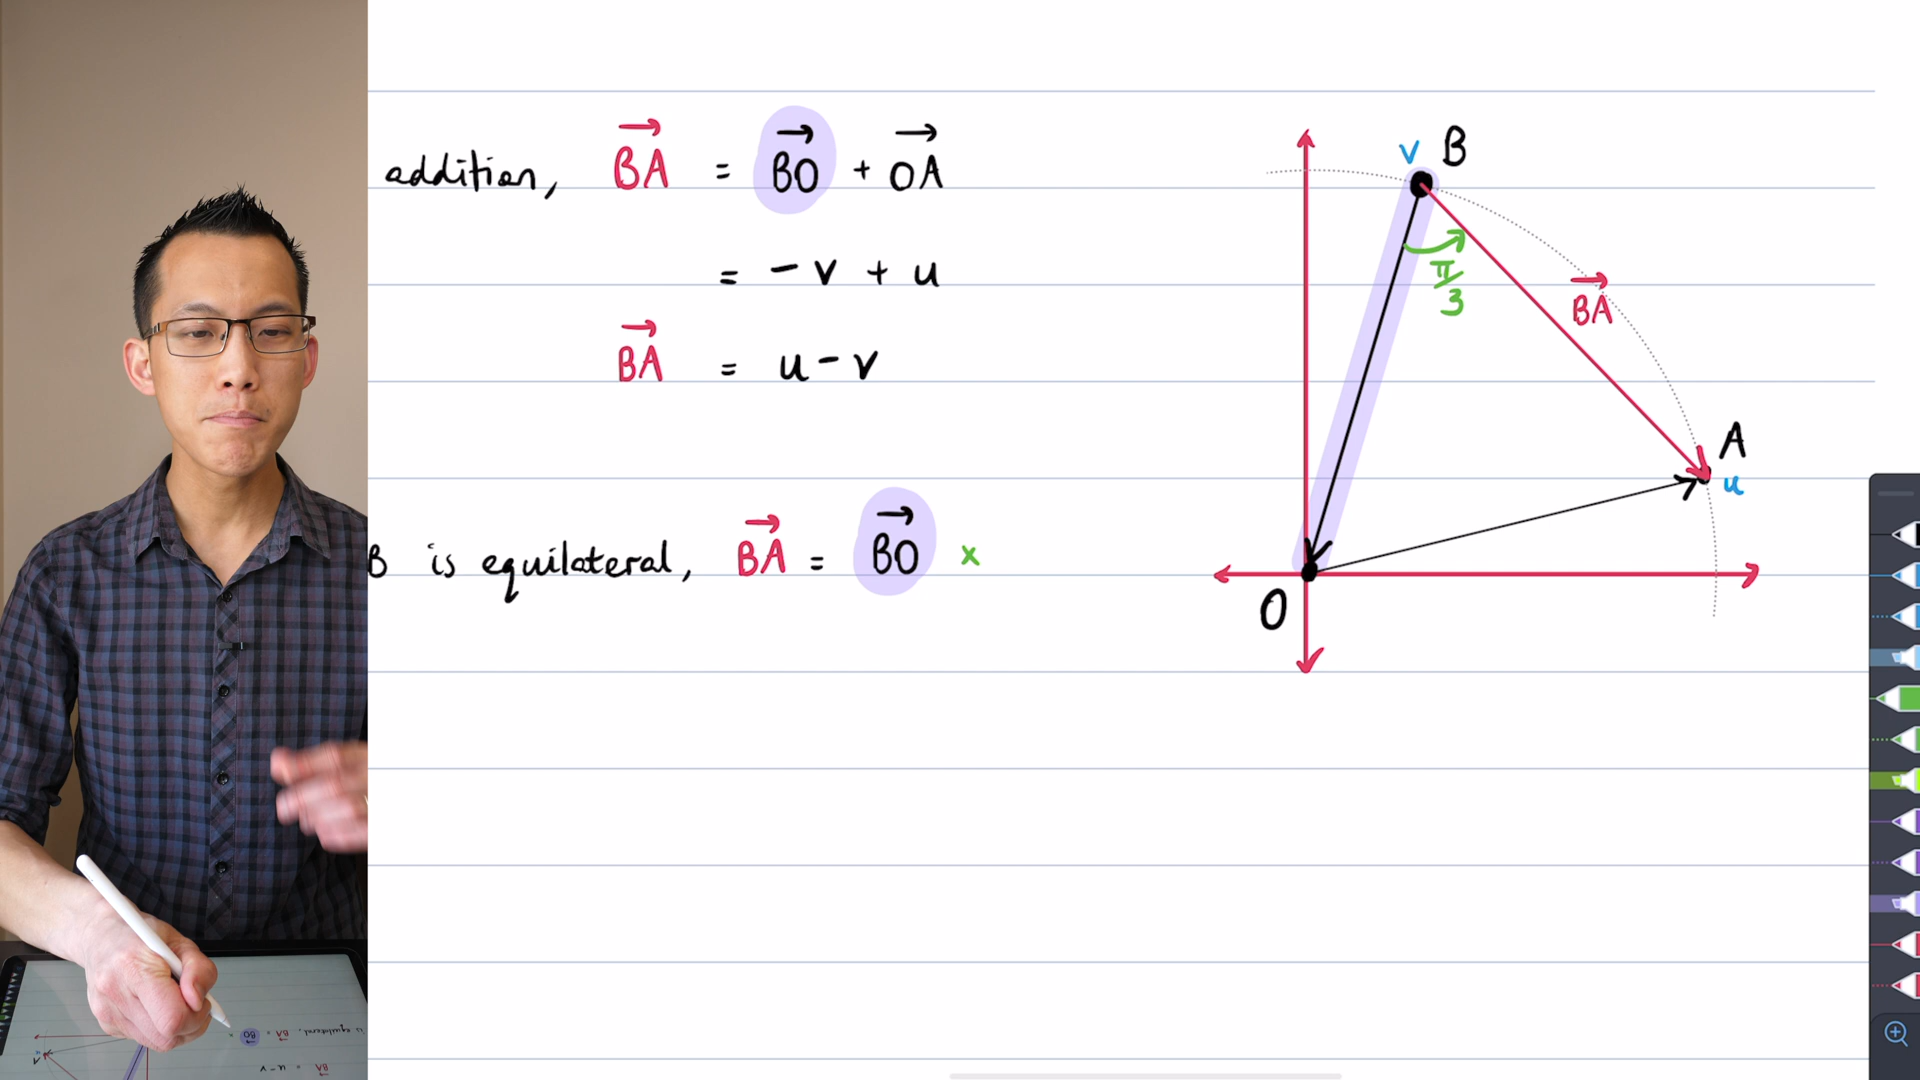 addition, BA = BO + OA
= - v + u
BA = u - v
B is equilateral, BA = BO ×
v B
π/3
BA
A
u
O